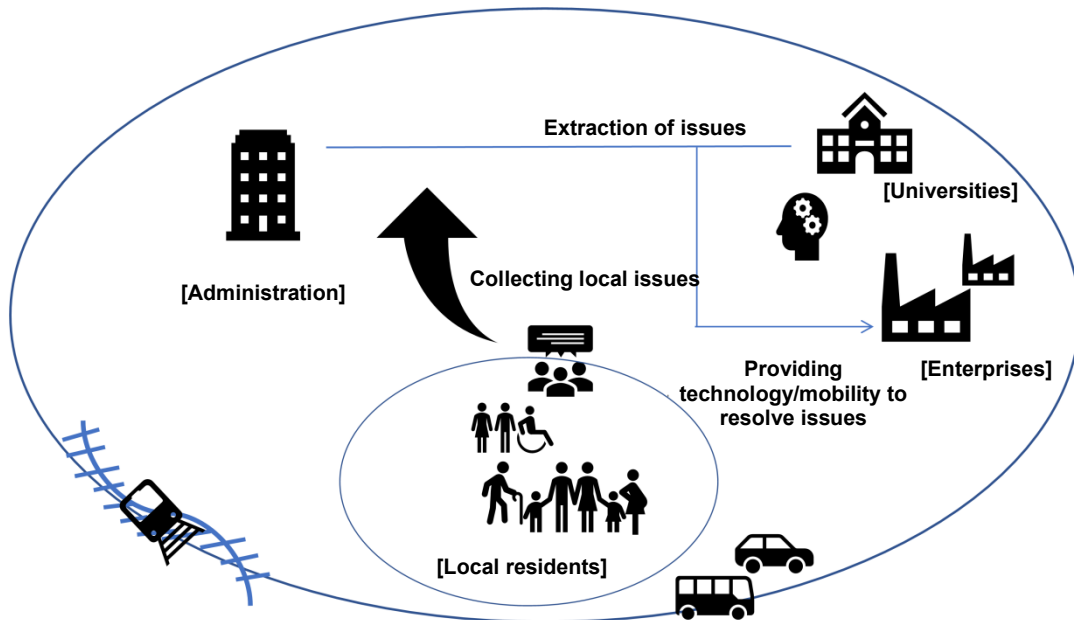 Extraction of issues
[Universities]
[Administration]
Collecting local issues
[Enterprises]
Providing
technology/mobility to
resolve issues
[Local residents]